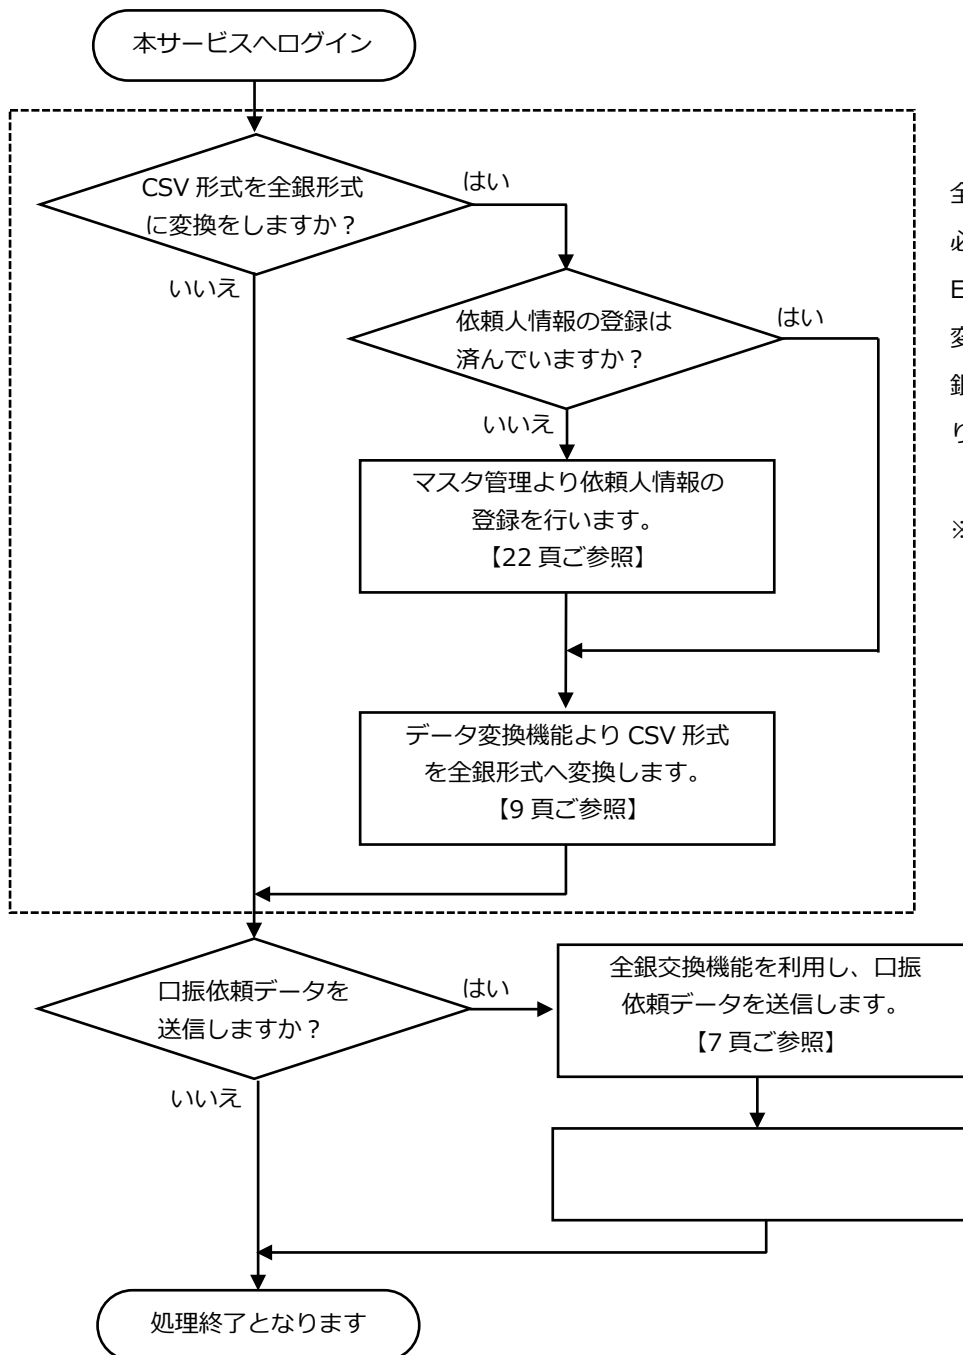 本サービスへログイン
CSV 形式を全銀形式
に変換をしますか？
はい
いいえ
依頼人情報の登録は
済んでいますか？
はい
いいえ
マスタ管理より依頼人情報の
登録を行います。
【22 頁ご参照】
データ変換機能より CSV 形式
を全銀形式へ変換します。
【9 頁ご参照】
口振依頼データを
送信しますか？
はい
いいえ
全銀交換機能を利用し、口振
依頼データを送信します。
【7 頁ご参照】
処理終了となります
全
必
変
銀
り
※